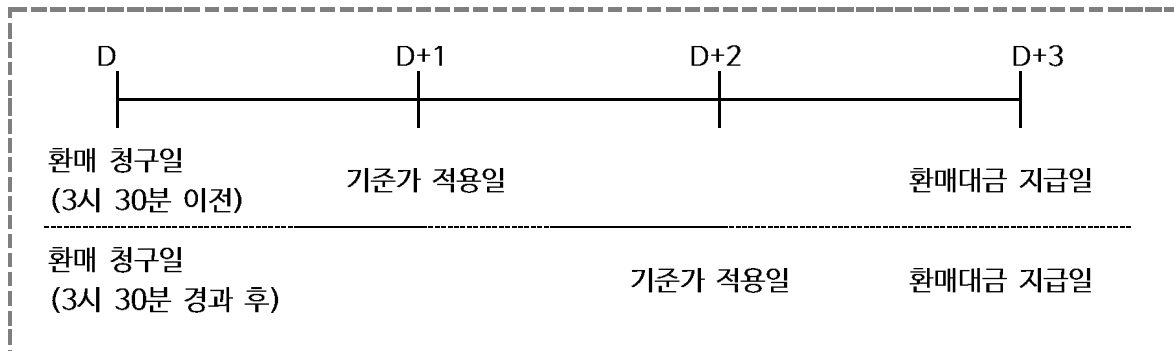 D D+1 D+2 D+3
환매 청구일
(3시 30분 이전)
기준가 적용일
환매대금 지급일
환매 청구일
(3시 30분 경과 후)
기준가 적용일
환매대금 지급일